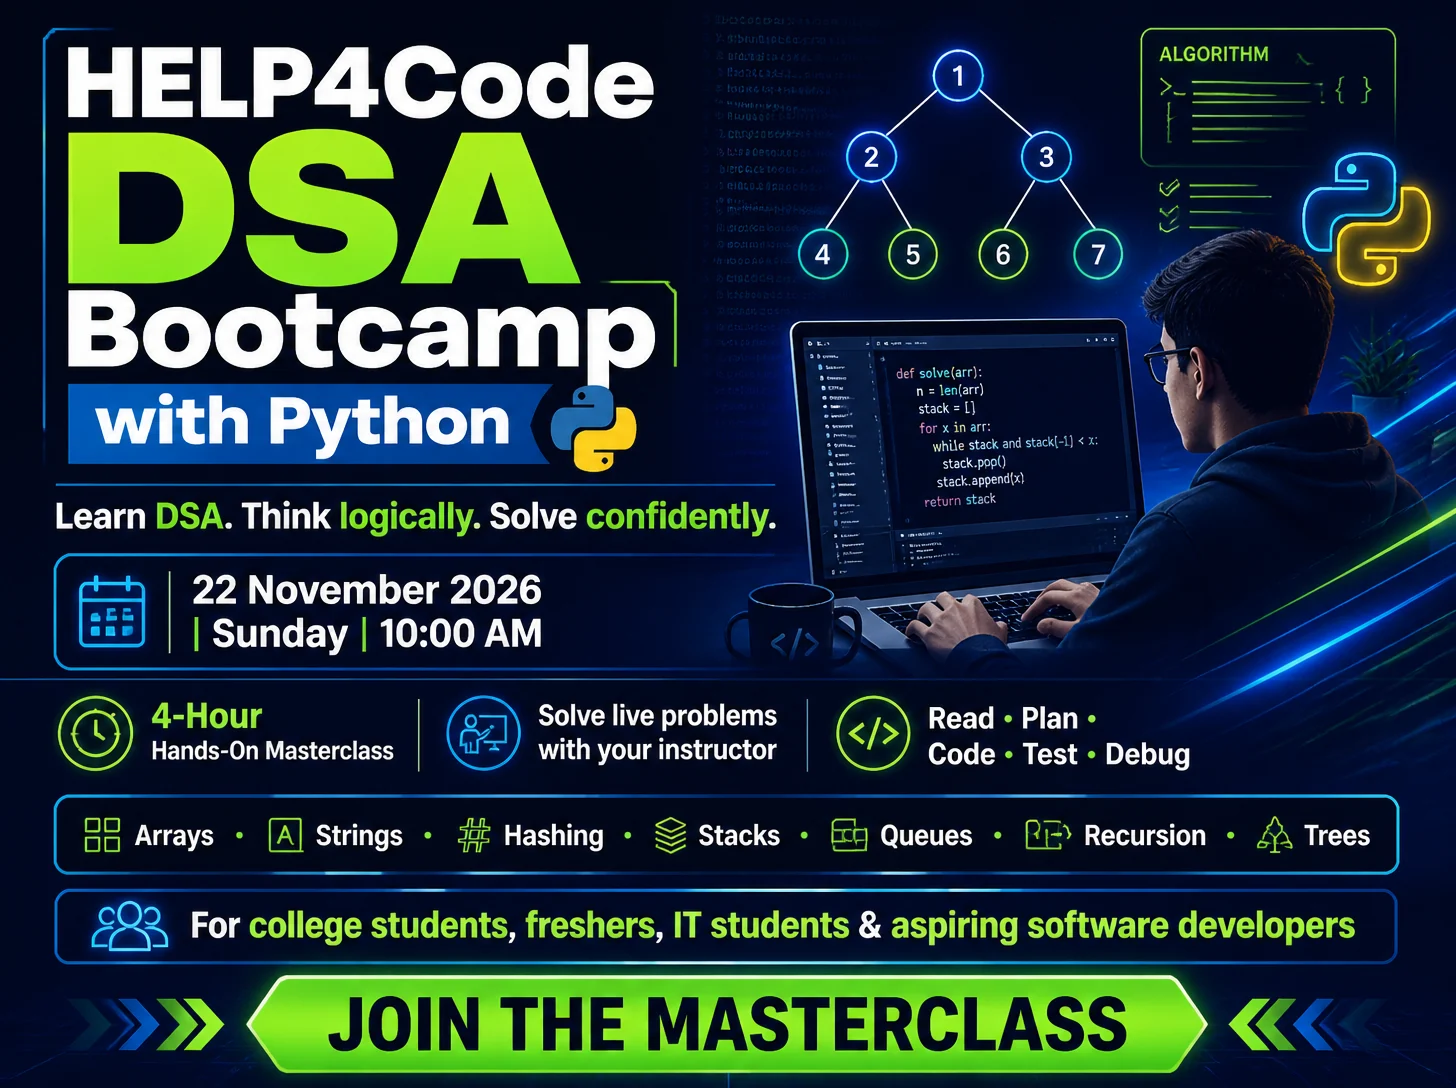 HELP4Code
DSA
Bootcamp
with Python
Learn DSA. Think logically. Solve confidently.
22 November 2026
| Sunday | 10:00 AM
1
2
3
4
5
6
7
ALGORITHM
>_
{ }
def solve(arr):
n = len(arr)
stack = []
for x in arr:
while stack and stack[-1] < x:
stack.pop()
stack.append(x)
return stack
</>
4-Hour
Hands-On Masterclass
Solve live problems
with your instructor
</>
Read • Plan •
Code • Test • Debug
Arrays • A Strings • # Hashing • Stacks • Queues • Recursion • Trees
For college students, freshers, IT students & aspiring software developers
JOIN THE MASTERCLASS